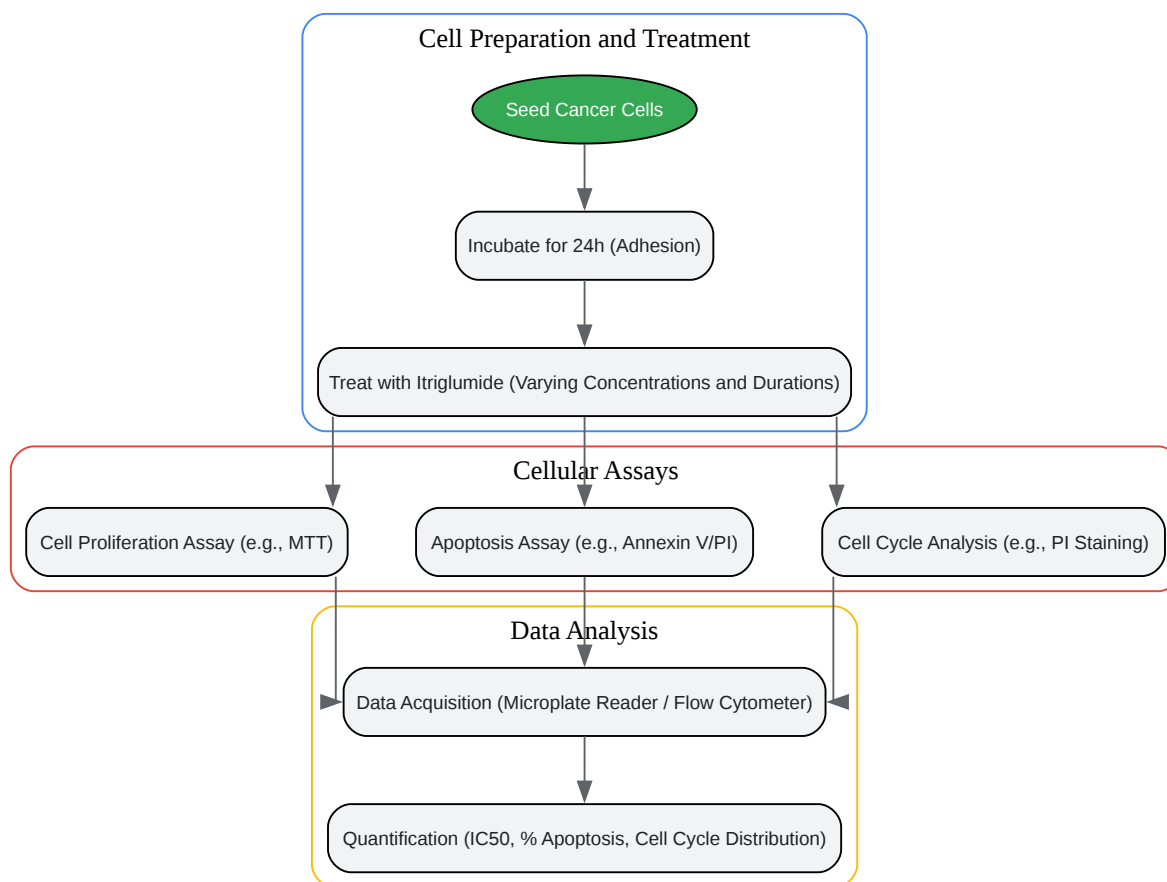 Cell Preparation and Treatment
Seed Cancer Cells
Incubate for 24h (Adhesion)
Treat with Itriglumide (Varying Concentrations and Durations)
Cellular Assays
Cell Proliferation Assay (e.g., MTT)
Apoptosis Assay (e.g., Annexin V/PI)
Cell Cycle Analysis (e.g., PI Staining)
Data Analysis
Data Acquisition (Microplate Reader / Flow Cytometer)
Quantification (IC50, % Apoptosis, Cell Cycle Distribution)